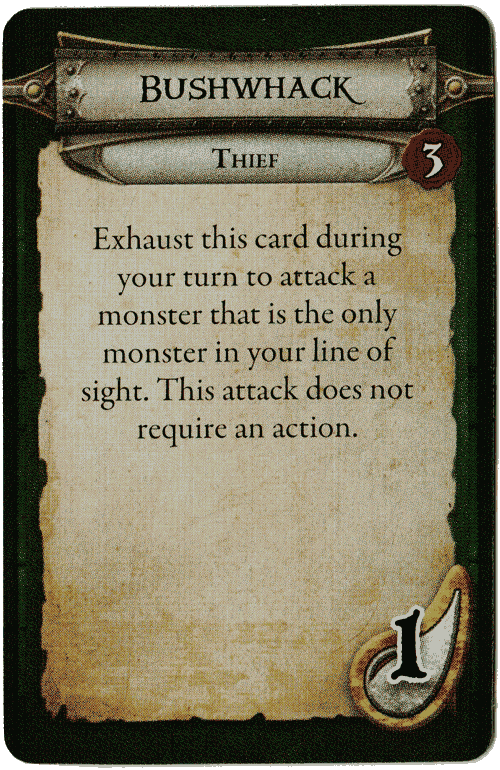 Bushwhack
Thief
3
Exhaust this card during
your turn to attack a
monster that is the only
monster in your line of
sight. This attack does not
require an action.
1